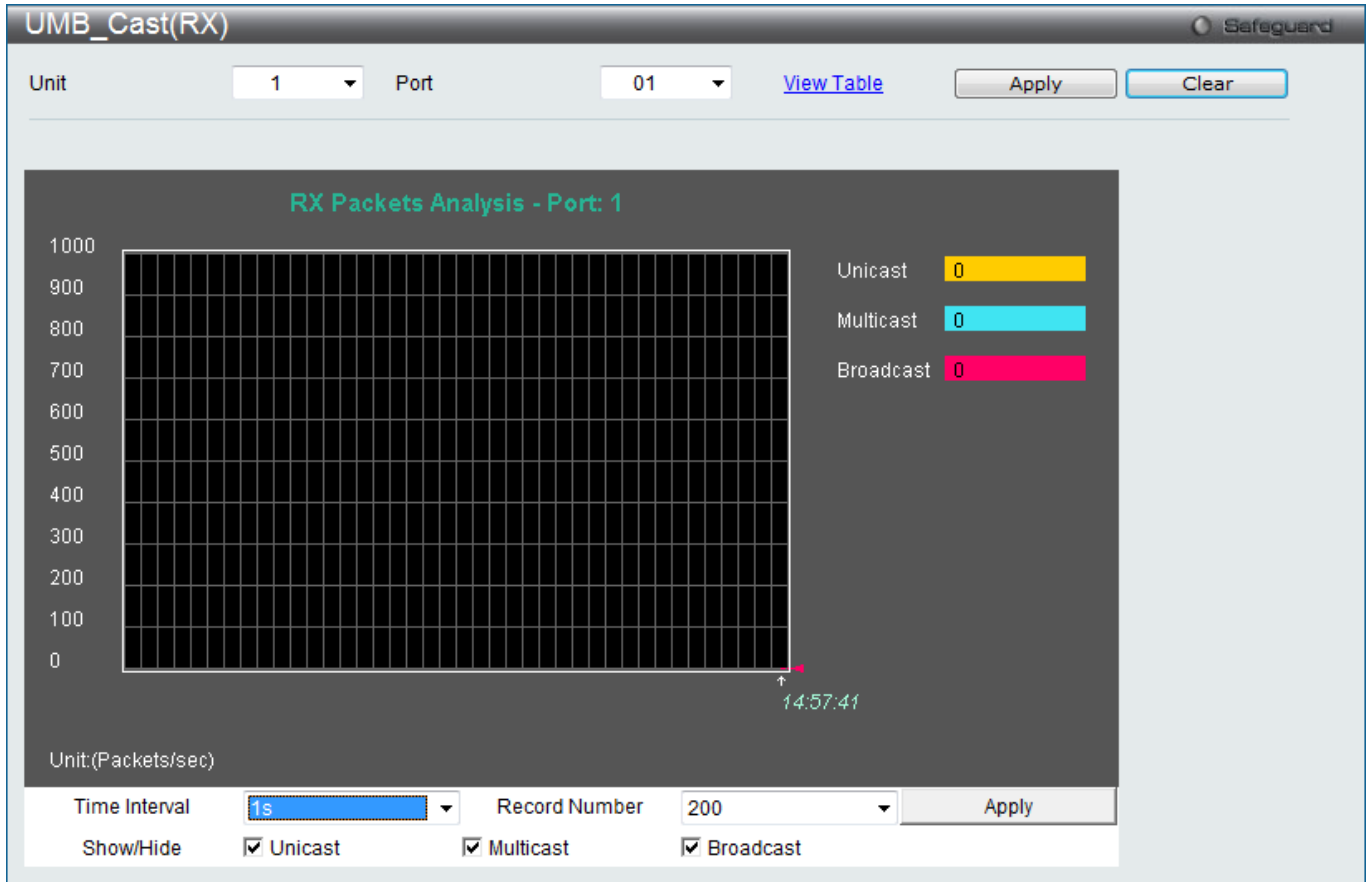 UMB_Cast(RX)
Safeguard
Unit 1 Port 01 View Table Apply Clear
RX Packets Analysis - Port: 1
1000
900
800
700
600
500
400
300
200
100
0
Unicast 0
Multicast 0
Broadcast 0
14:57:41
Unit:(Packets/sec)
Time Interval 1s Record Number 200 Apply
Show/Hide Unicast Multicast Broadcast